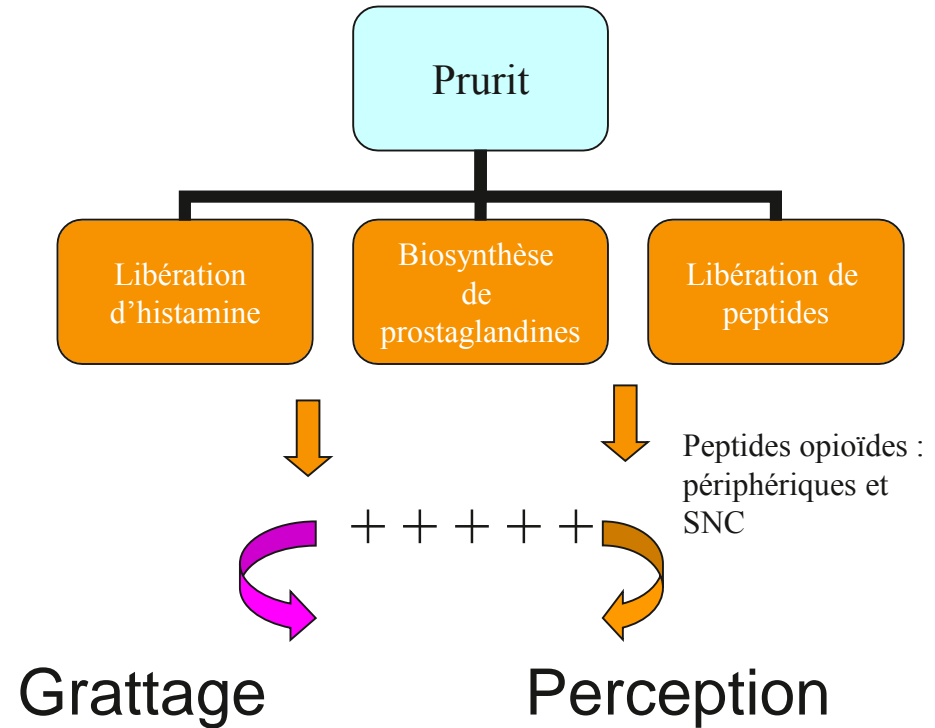 Prurit
Libération
d’histamine
Biosynthèse
de
prostaglandines
Libération de
peptides
Peptides opioïdes :
périphériques et
SNC
+ + + + +
Grattage
Perception